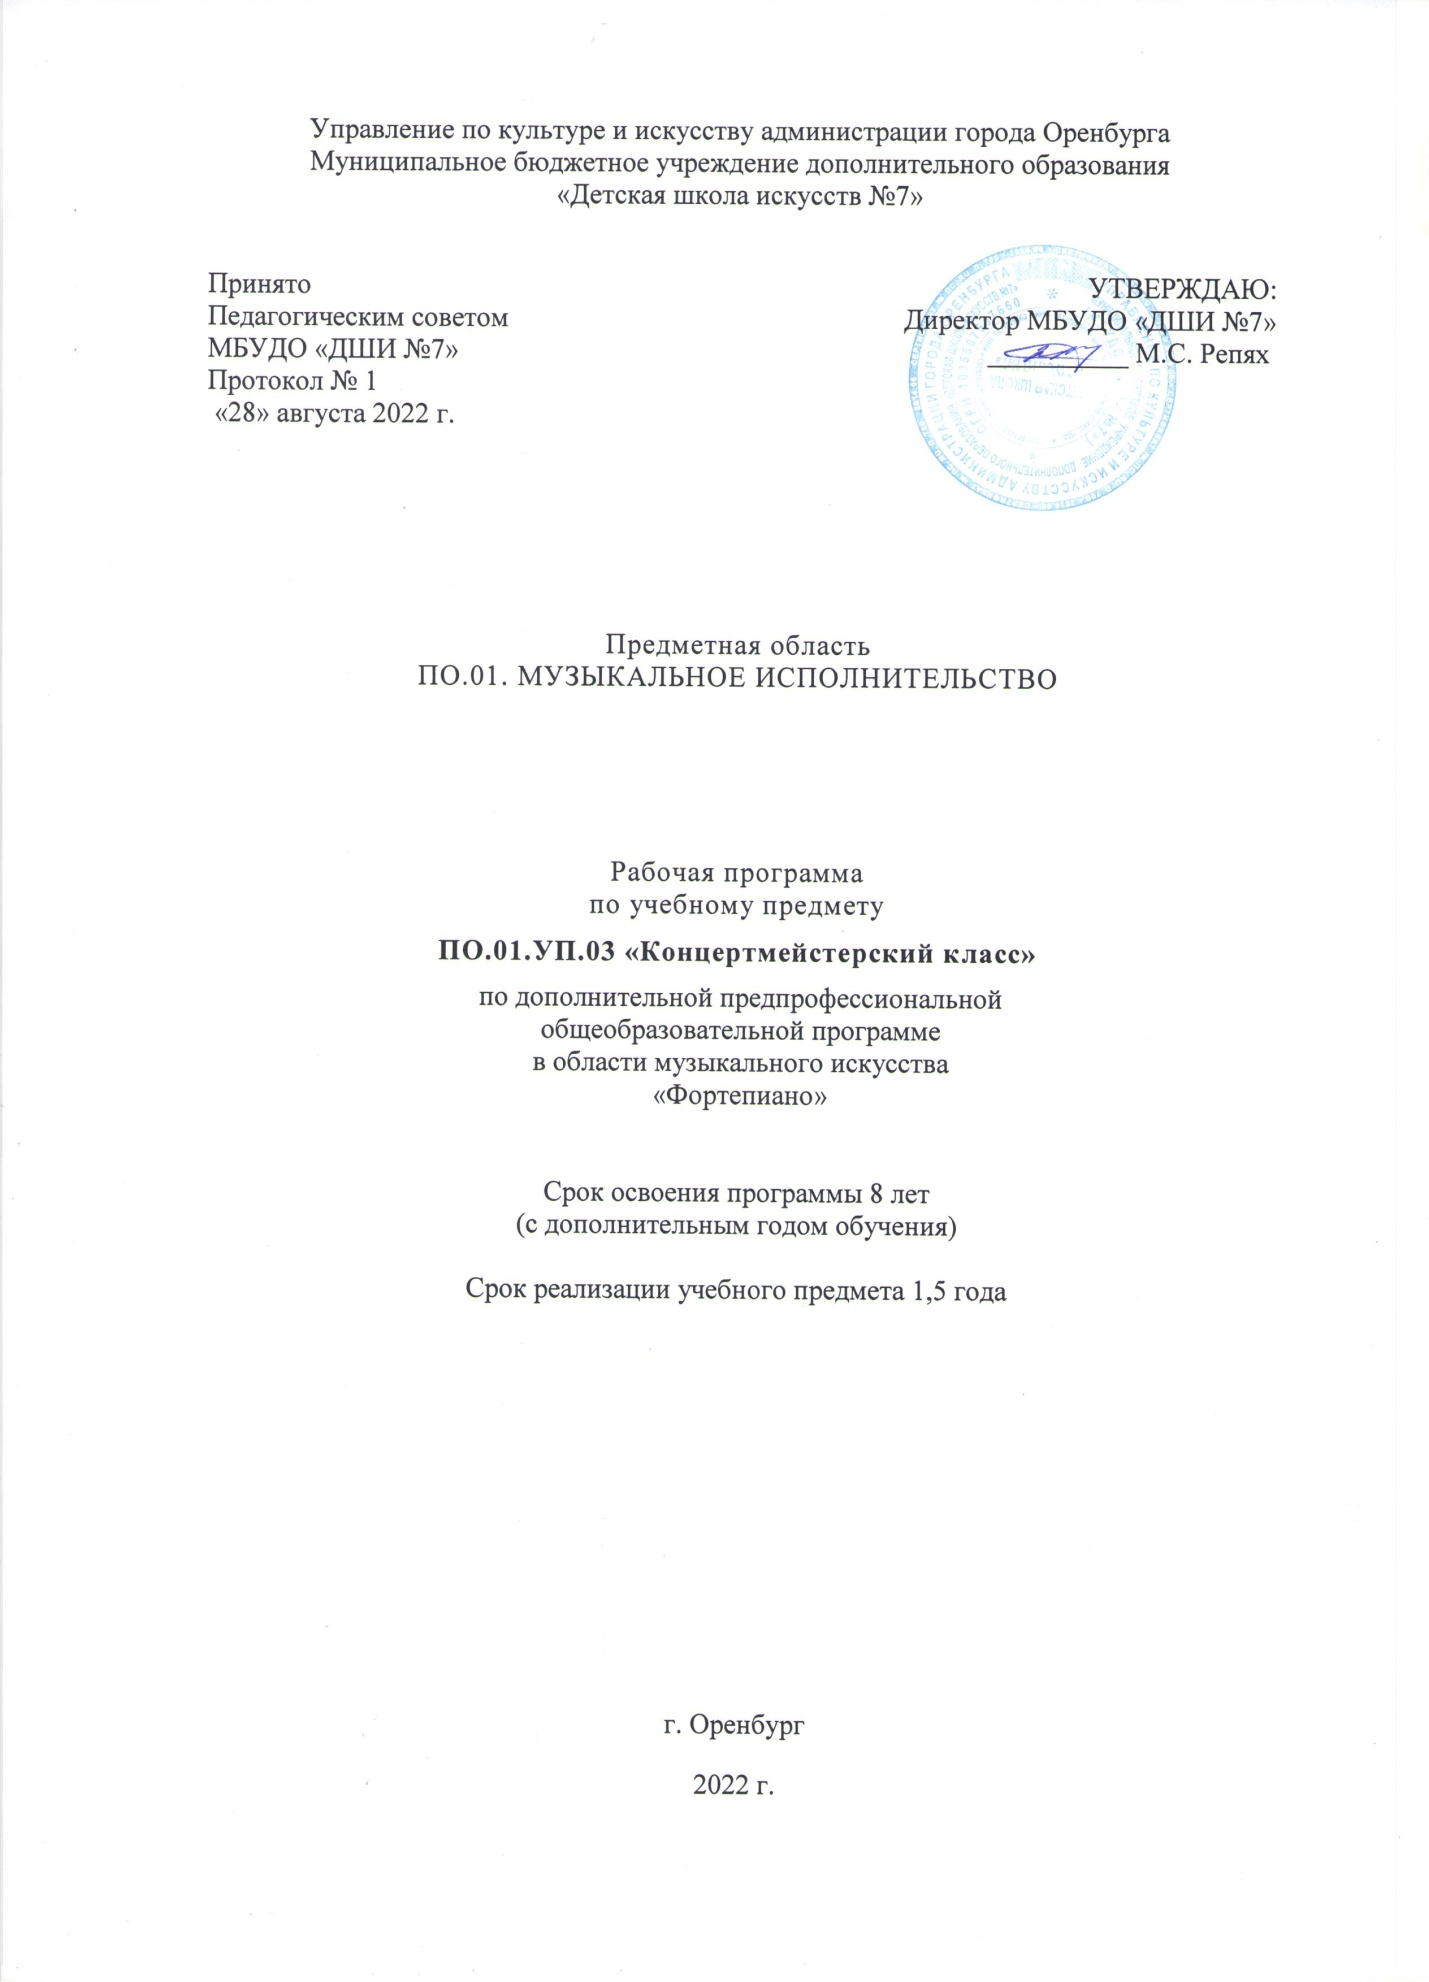 Управление по культуре и искусству администрации города Оренбурга
Муниципальное бюджетное учреждение дополнительного образования
«Детская школа искусств №7»
Принято
Педагогическим советом
МБУДО «ДШИ №7»
Протокол № 1
«28» августа 2022 г.
УТВЕРЖДАЮ:
Директор МБУДО «ДШИ №7»
__________ М.С. Репях
Предметная область
ПО.01. МУЗЫКАЛЬНОЕ ИСПОЛНИТЕЛЬСТВО
Рабочая программа
по учебному предмету
ПО.01.УП.03 «Концертмейстерский класс»
по дополнительной предпрофессиональной
общеобразовательной программе
в области музыкального искусства
«Фортепиано»
Срок освоения программы 8 лет
(с дополнительным годом обучения)
Срок реализации учебного предмета 1,5 года
г. Оренбург
2022 г.